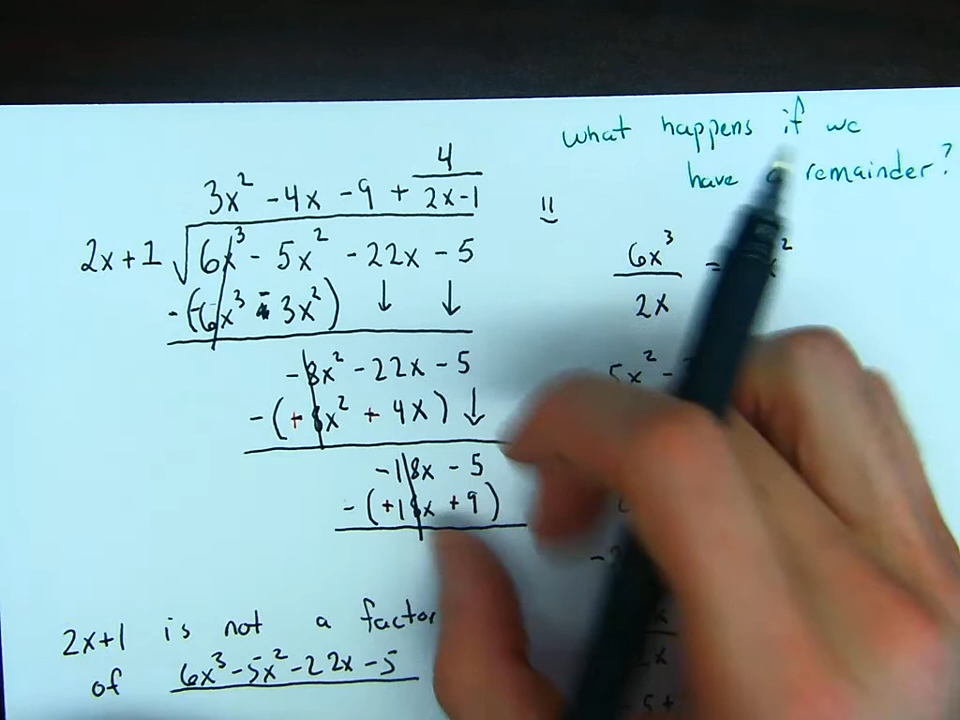 What happens if we
have a remainder?
4
3x² - 4x - 9 + 2x-1
2x+1 √6x³ - 5x² - 22x - 5
-(-6x³ - 3x²) ↓ ↓
-8x² - 22x - 5
-(+8x² + 4x) ↓
-18x - 5
-(+18x + 9)
6x³ =
2x
2x+1 is not a factor
of 6x³-5x²-22x-5